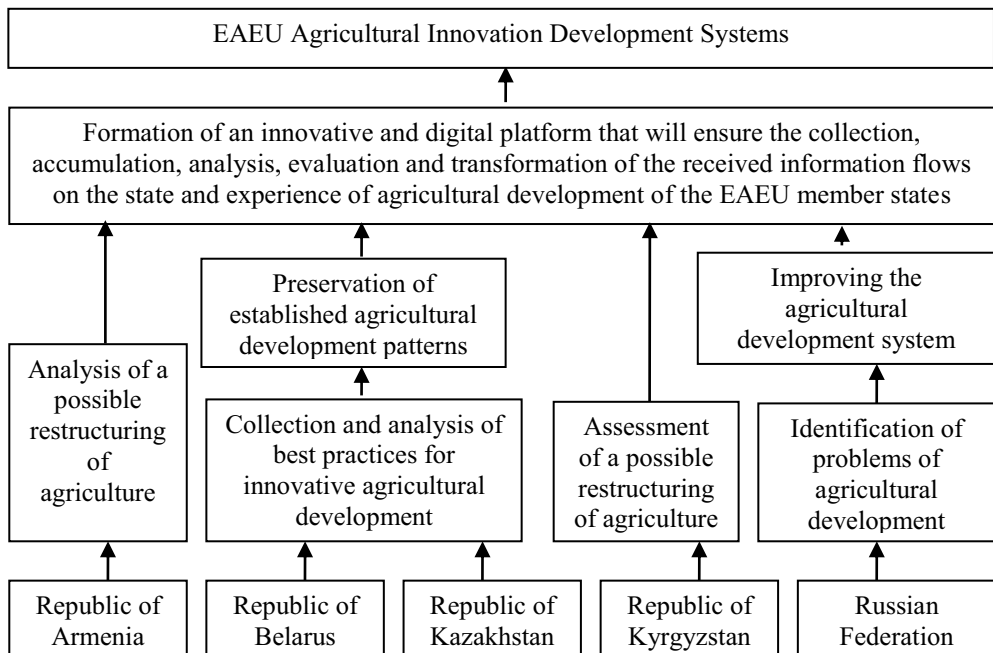 EAEU Agricultural Innovation Development Systems
Formation of an innovative and digital platform that will ensure the collection,
accumulation, analysis, evaluation and transformation of the received information flows
on the state and experience of agricultural development of the EAEU member states
Preservation of
established agricultural
development patterns
Improving the
agricultural
development system
Analysis of a
possible
restructuring
of
agriculture
Collection and analysis of
best practices for
innovative agricultural
development
Assessment
of a possible
restructuring
of agriculture
Identification of
problems of
agricultural
development
Republic of
Armenia
Republic of
Belarus
Republic of
Kazakhstan
Republic of
Kyrgyzstan
Russian
Federation